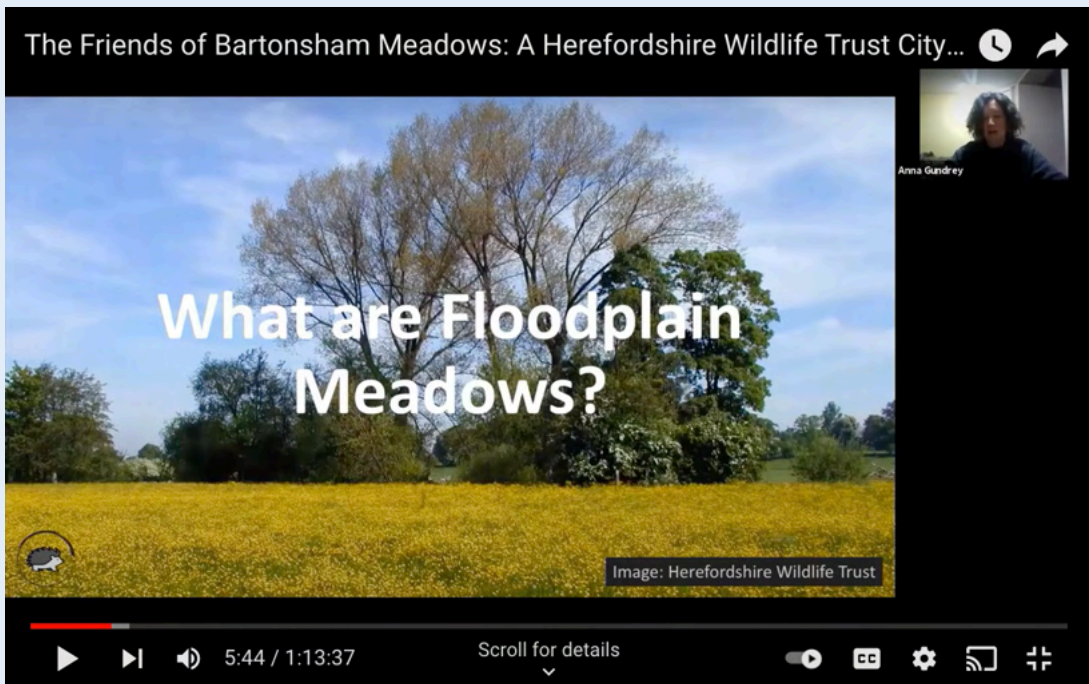 The Friends of Bartonsham Meadows: A Herefordshire Wildlife Trust City...
Anna Gundrey
What are Floodplain
Meadows?
Image: Herefordshire Wildlife Trust
5:44 / 1:13:37
Scroll for details
CC